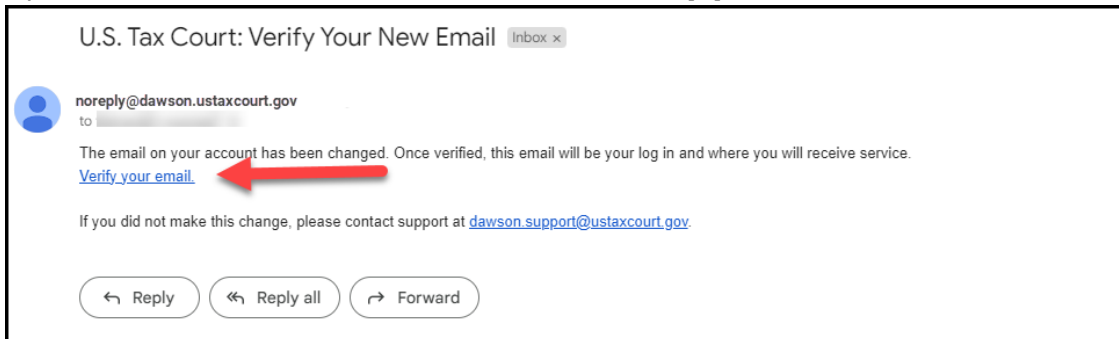 U.S. Tax Court: Verify Your New Email Inbox ×
noreply@dawson.ustaxcourt.gov
to
The email on your account has been changed. Once verified, this email will be your log in and where you will receive service.
Verify your email.
If you did not make this change, please contact support at dawson.support@ustaxcourt.gov.
Reply Reply all Forward